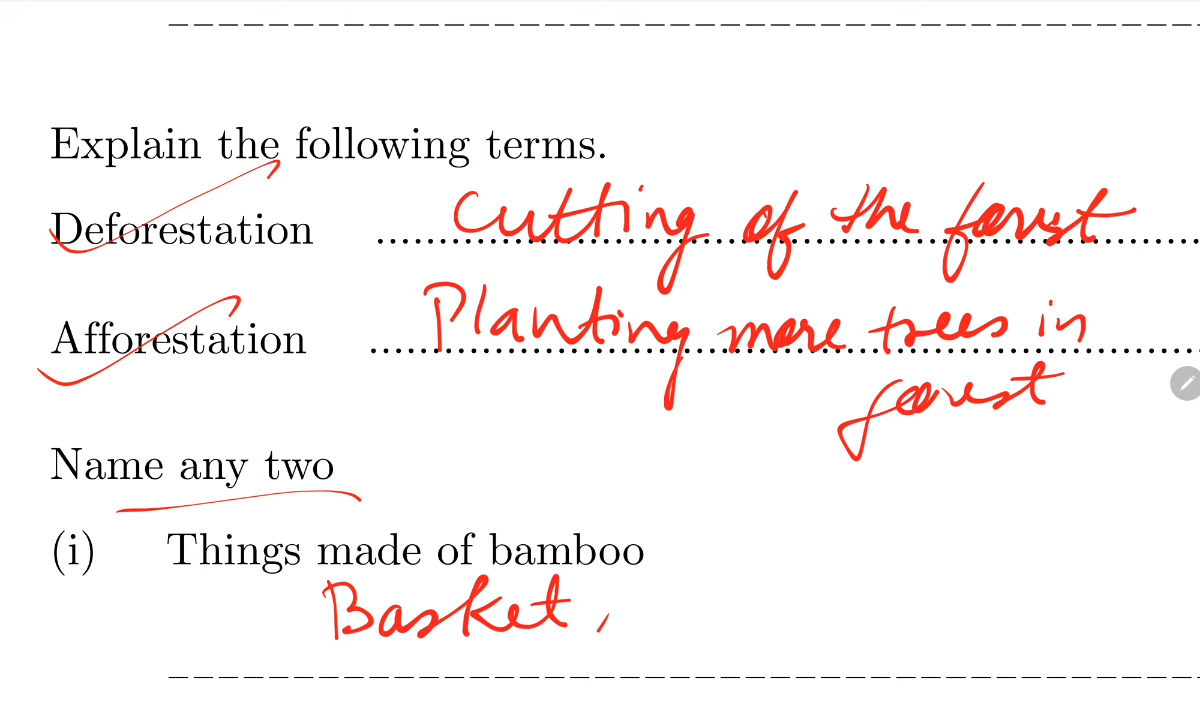 Explain the following terms.
Deforestation Cutting of the forest
Afforestation Planting more trees in
forest
Name any two
(i) Things made of bamboo
Basket,